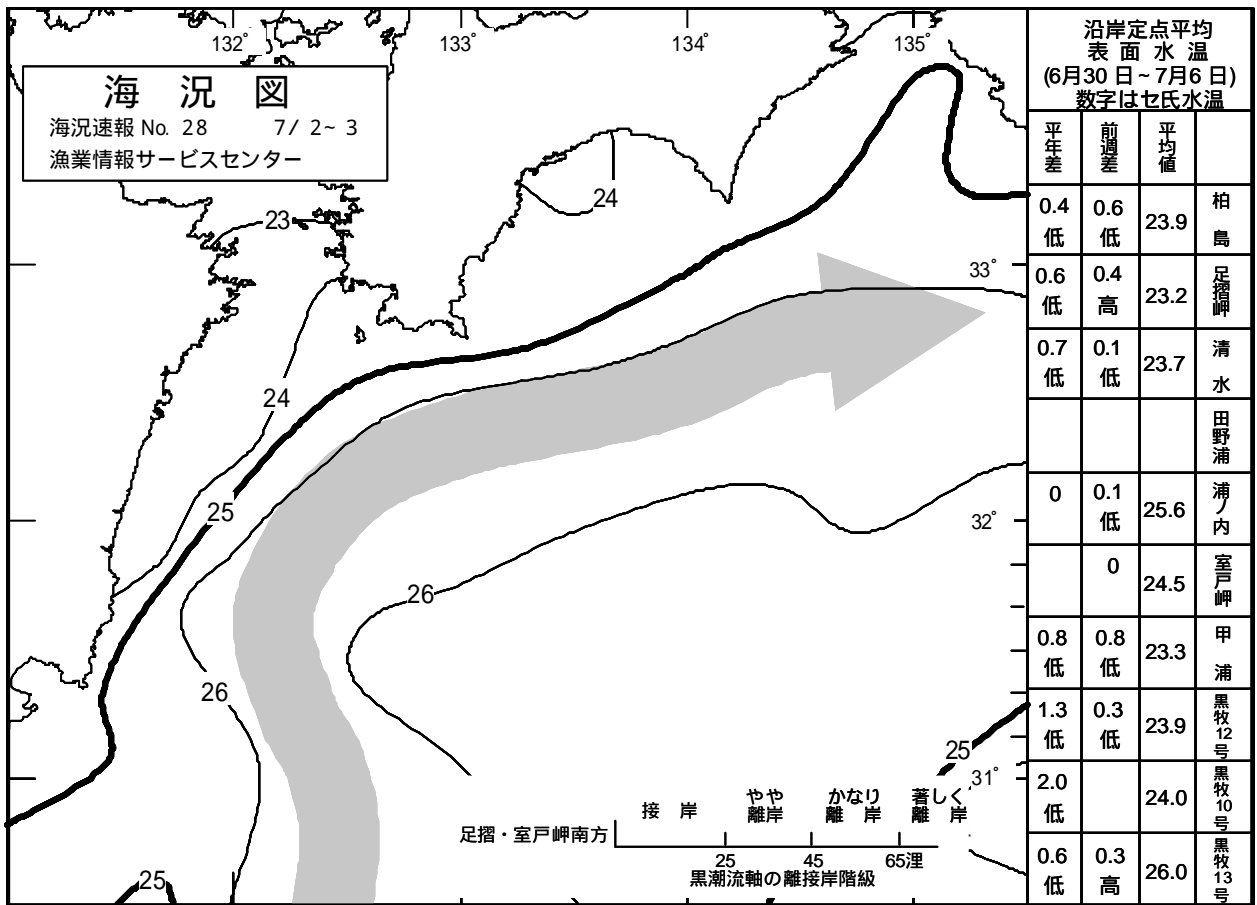 132°
133°
134°
135°
海 況 図
海況速報 No. 28 7/ 2~ 3
漁業情報サービスセンター
24
23
33°
24
25
32°
26
26
25
31°
25
接 岸
やや
離岸
かなり
離 岸
著しく
離 岸
足摺・室戸岬南方
25 45 65浬
黒潮流軸の離接岸階級
沿岸定点平均
表 面 水 温
(6月30 日~7月6 日)
数字はセ氏水温
平年差 前週差 平均値
0.4低 0.6低 23.9 柏島
0.6低 0.4高 23.2 足摺岬
0.7低 0.1低 23.7 清水
田野浦
0 0.1低 25.6 浦ノ内
0 24.5 室戸岬
0.8低 0.8低 23.3 甲浦
1.3低 0.3低 23.9 黒牧12号
2.0低 24.0 黒牧10号
0.6低 0.3高 26.0 黒牧13号